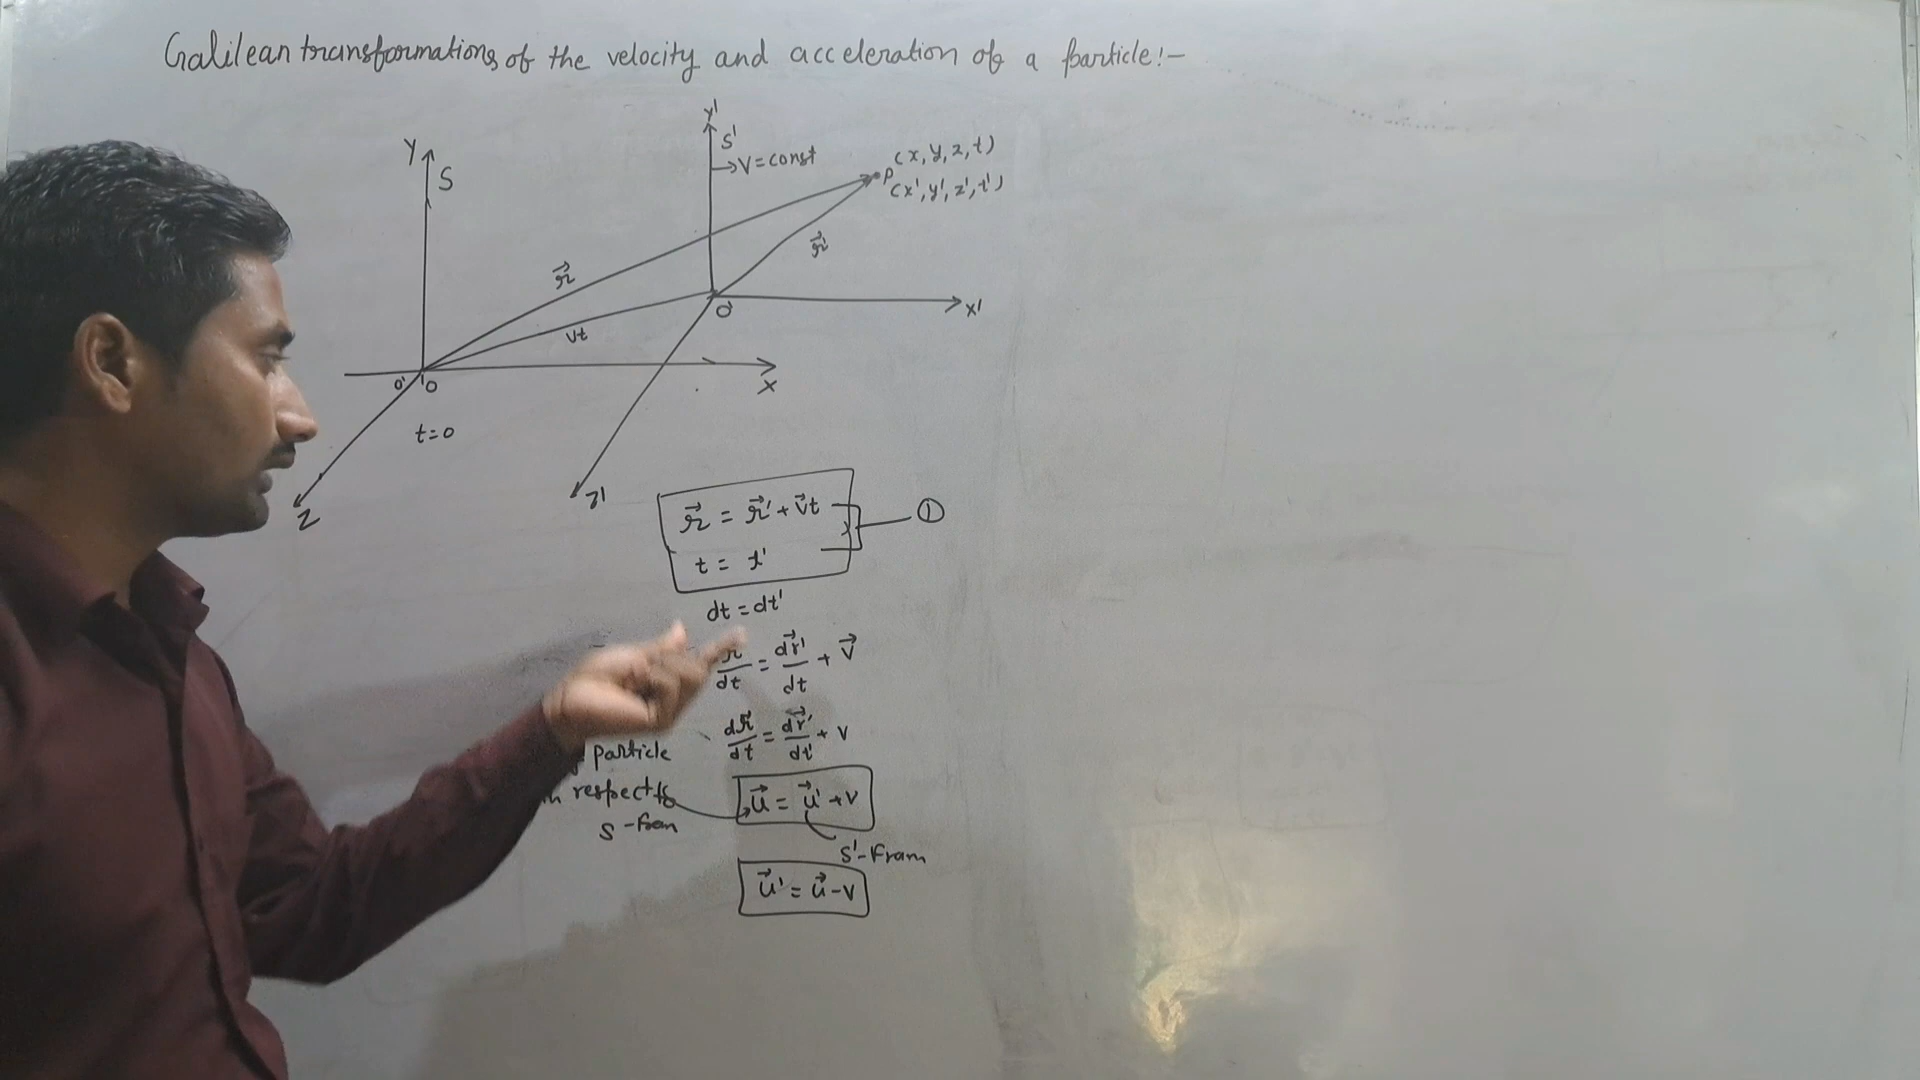 Galilean transformations of the velocity and acceleration of a particle:-
Y
S
Y'
S'
→ V = const
P
(x, y, z, t)
(x', y', z', t')
r⃗
r⃗'
vt
O'
X'
O' O
X
t=0
Z
z'
r⃗ = r⃗' + v⃗t
t = t'
①
dt = dt'
r/dt = dr⃗'/dt + v⃗
dr⃗/dt = dr⃗'/dt' + v
particle
respect to
S-Fram
u⃗ = u⃗' + v
S'-Fram
u⃗' = u⃗ - v